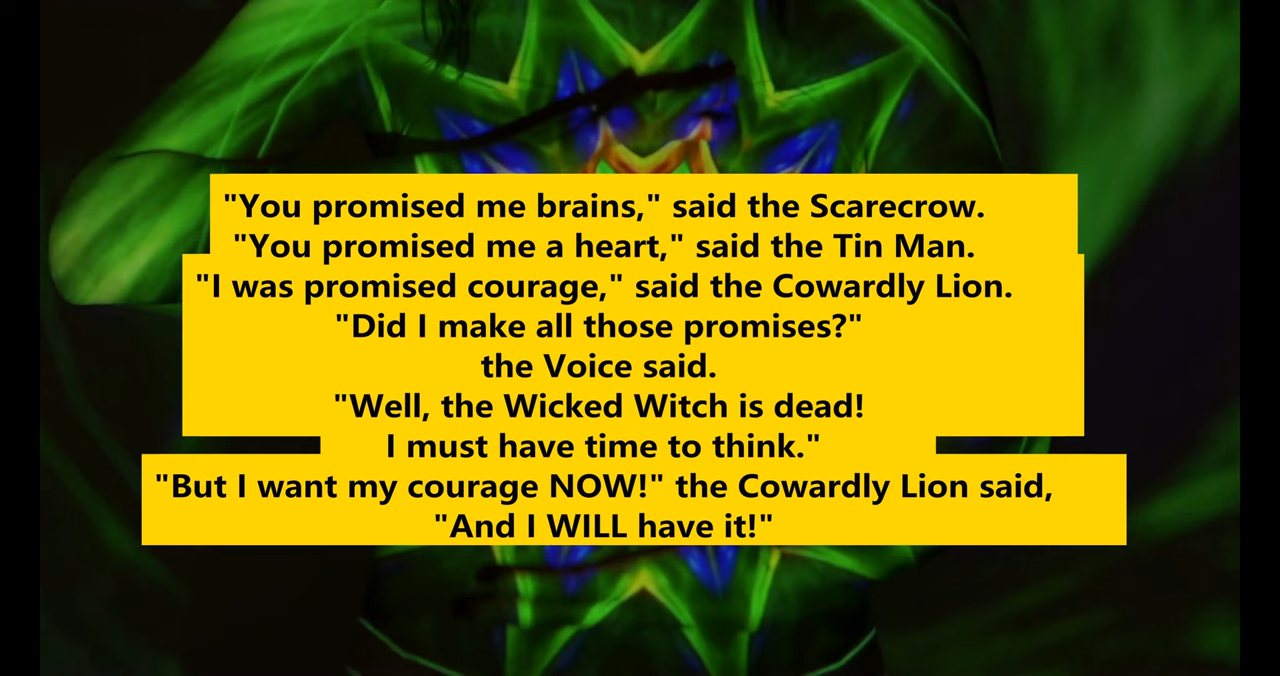 "You promised me brains," said the Scarecrow.
"You promised me a heart," said the Tin Man.
"I was promised courage," said the Cowardly Lion.
"Did I make all those promises?"
the Voice said.
"Well, the Wicked Witch is dead!
I must have time to think."
"But I want my courage NOW!" the Cowardly Lion said,
"And I WILL have it!"